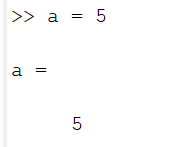 >> a = 5
a =
5